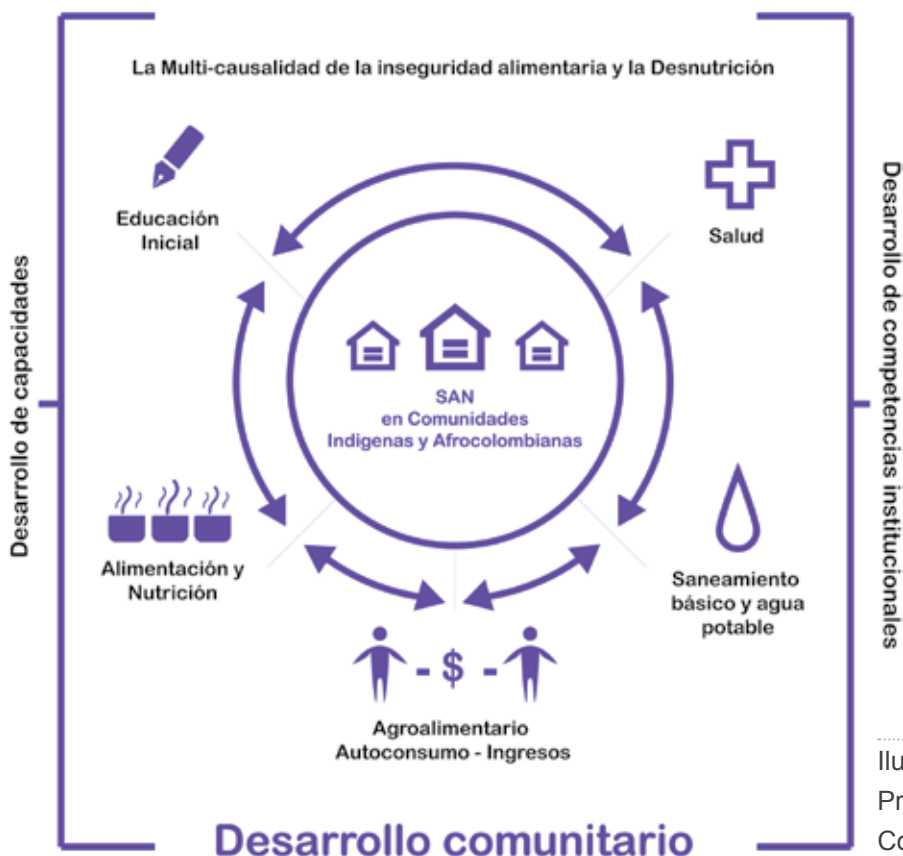 La Multi-causalidad de la inseguridad alimentaria y la Desnutrición
Educación
Inicial
Salud
Desarrollo de capacidades
Desarrollo de competencias institucionales
SAN
en Comunidades
Indigenas y Afrocolombianas
Alimentación y
Nutrición
Saneamiento
básico y agua
potable
- $ -
Agroalimentario
Autoconsumo - Ingresos
Desarrollo comunitario